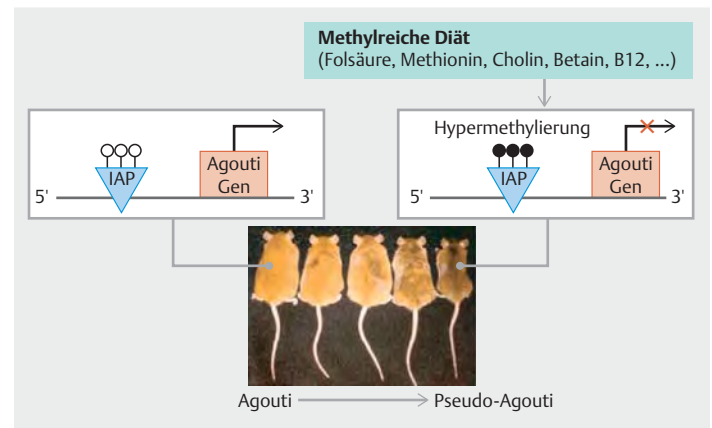 Methylreiche Diät
(Folsäure, Methionin, Cholin, Betain, B12, ...)
IAP
Agouti
Gen
5'
3'
Hypermethylierung
IAP
Agouti
Gen
5'
3'
Agouti
Pseudo-Agouti